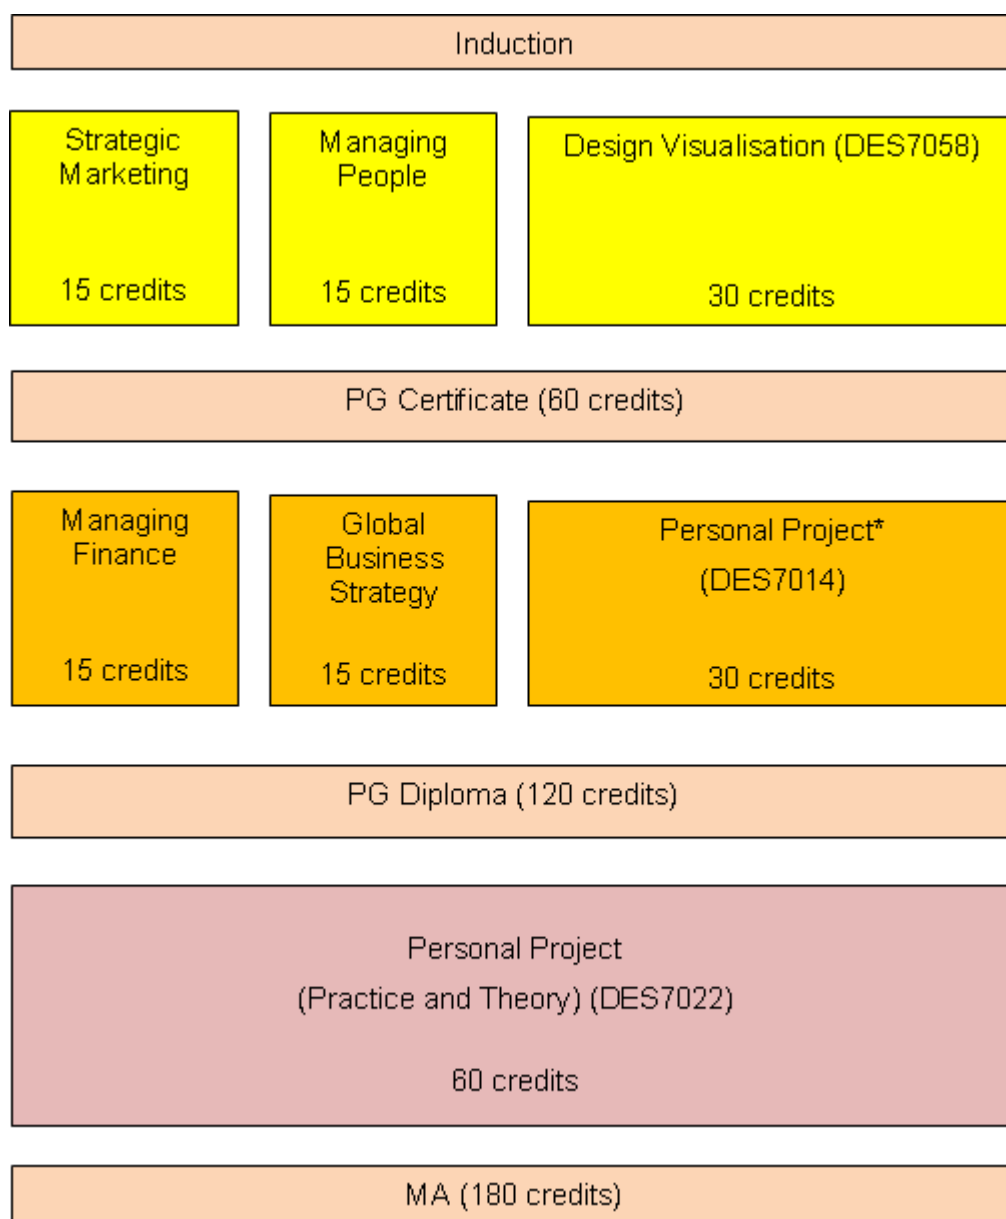 Induction
Strategic
Marketing
15 credits
Managing
People
15 credits
Design Visualisation (DES7058)
30 credits
PG Certificate (60 credits)
Managing
Finance
15 credits
Global
Business
Strategy
15 credits
Personal Project*
(DES7014)
30 credits
PG Diploma (120 credits)
Personal Project
(Practice and Theory) (DES7022)
60 credits
MA (180 credits)